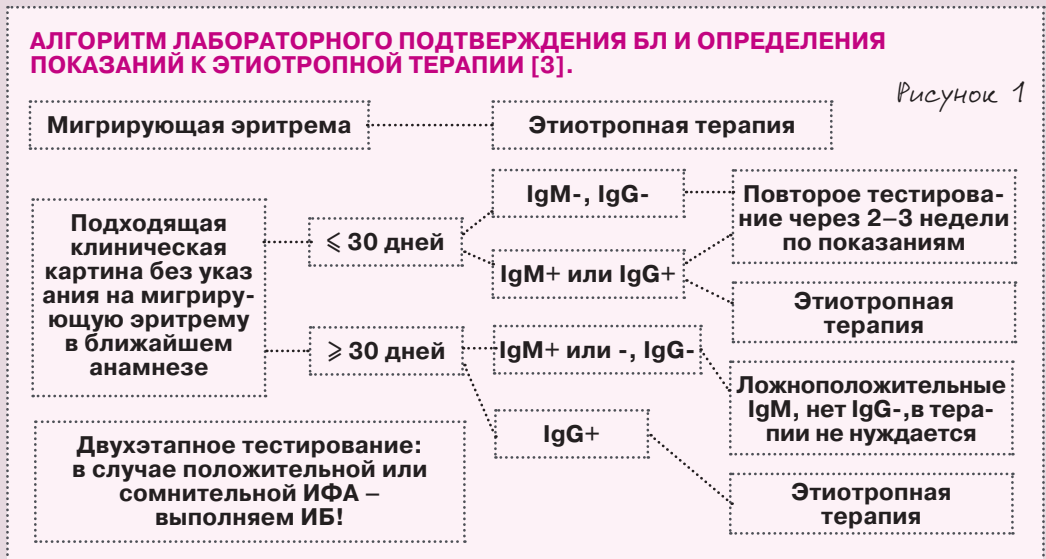 АЛГОРИТМ ЛАБОРАТОРНОГО ПОДТВЕРЖДЕНИЯ БЛ И ОПРЕДЕЛЕНИЯ
ПОКАЗАНИЙ К ЭТИОТРОПНОЙ ТЕРАПИИ [3].
Рисунок 1
Мигрирующая эритрема
Этиотропная терапия
Подходящая
клиническая
картина без указ
ания на мигриру-
ющую эритрему
в ближайшем
анамнезе
⩽ 30 дней
IgM-, IgG-
Повторое тестирова-
ние через 2–3 недели
по показаниям
IgM+ или IgG+
Этиотропная
терапия
⩾ 30 дней
IgM+ или -, IgG-
Ложноположительные
IgM, нет IgG-,в тера-
пии не нуждается
IgG+
Этиотропная
терапия
Двухэтапное тестирование:
в случае положительной или
сомнительной ИФА –
выполняем ИБ!